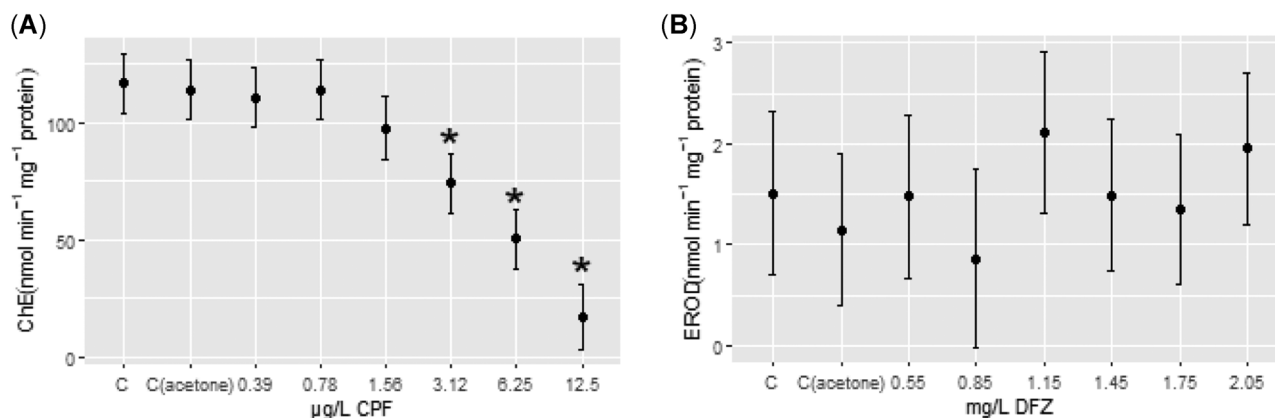 (A)
ChE(nmol min⁻¹ mg⁻¹ protein)
100
50
0
*
*
*
C C(acetone) 0.39 0.78 1.56 3.12 6.25 12.5
µg/L CPF
(B)
EROD(nmol min⁻¹ mg⁻¹ protein)
3
2
1
0
C C(acetone) 0.55 0.85 1.15 1.45 1.75 2.05
mg/L DFZ